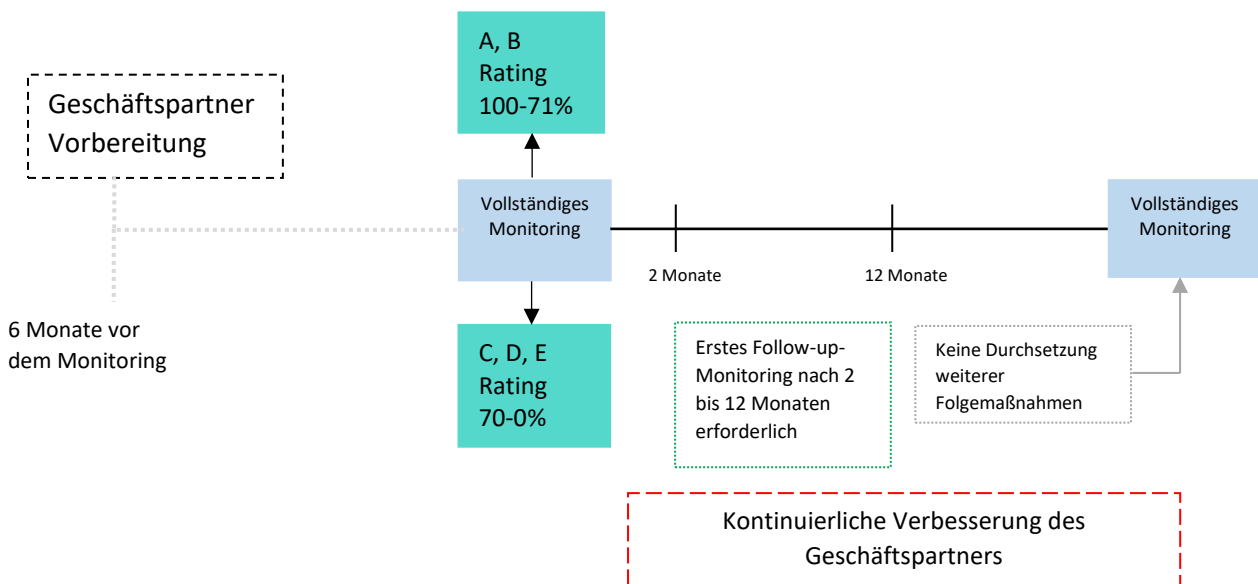 A, B
Rating
100-71%
Geschäftspartner
Vorbereitung
Vollständiges
Monitoring
Vollständiges
Monitoring
2 Monate
12 Monate
6 Monate vor
dem Monitoring
C, D, E
Rating
70-0%
Erstes Follow-up-
Monitoring nach 2
bis 12 Monaten
erforderlich
Keine Durchsetzung
weiterer
Folgemaßnahmen
Kontinuierliche Verbesserung des
Geschäftspartners